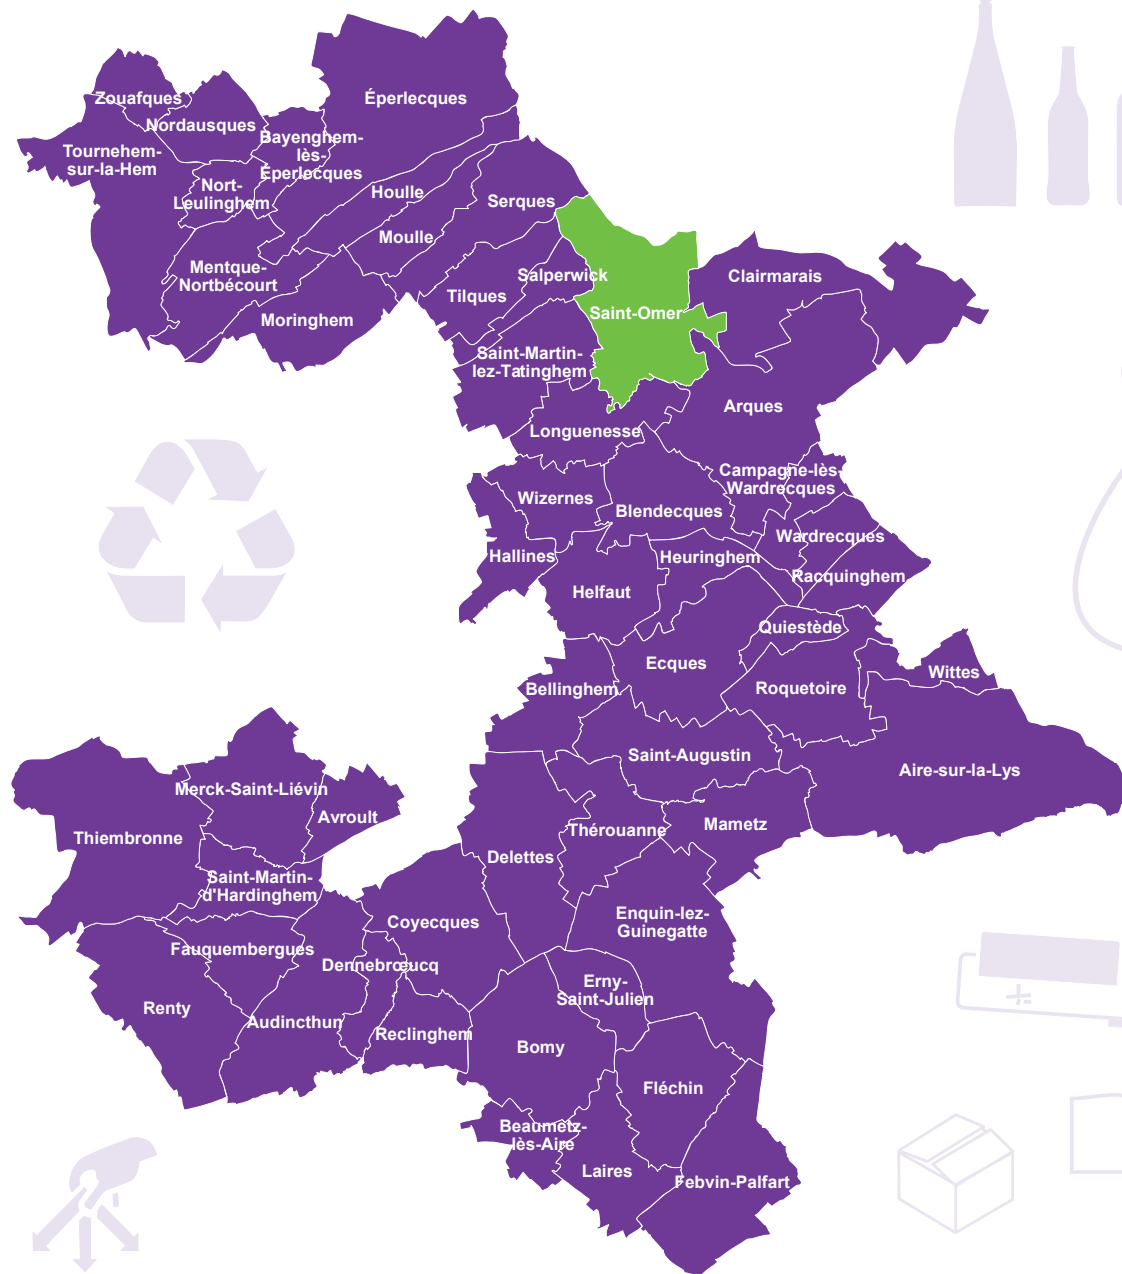 Éperlecques
Zouafques
Nordausques
Bayenghem-
lès-
Éperlecques
Tournehem-
sur-la-Hem
Nort-
Leulinghem
Houlle
Serques
Moulle
Mentque-
Nortbécourt
Salperwick
Clairmarais
Tilques
Saint-Omer
Moringhem
Saint-Martin-
lez-Tatinghem
Arques
Longuenesse
Campagne-lès-
Wardrecques
Wizernes
Blendecques
Wardrecques
Hallines
Heuringhem
Racquinghem
Helfaut
Quiestède
Ecques
Wittes
Bellinghem
Roquetoire
Saint-Augustin
Aire-sur-la-Lys
Merck-Saint-Liévin
Avroult
Thiembronne
Thérouanne
Mametz
Delettes
Saint-Martin-
d'Hardinghem
Enquin-lez-
Guinegatte
Coyecques
Fauquembergues
Dennebrœucq
Erny-
Saint-Julien
Renty
Audincthun
Reclinghem
Bomy
Fléchin
Beaumetz-
lès-Aire
Laires
Febvin-Palfart